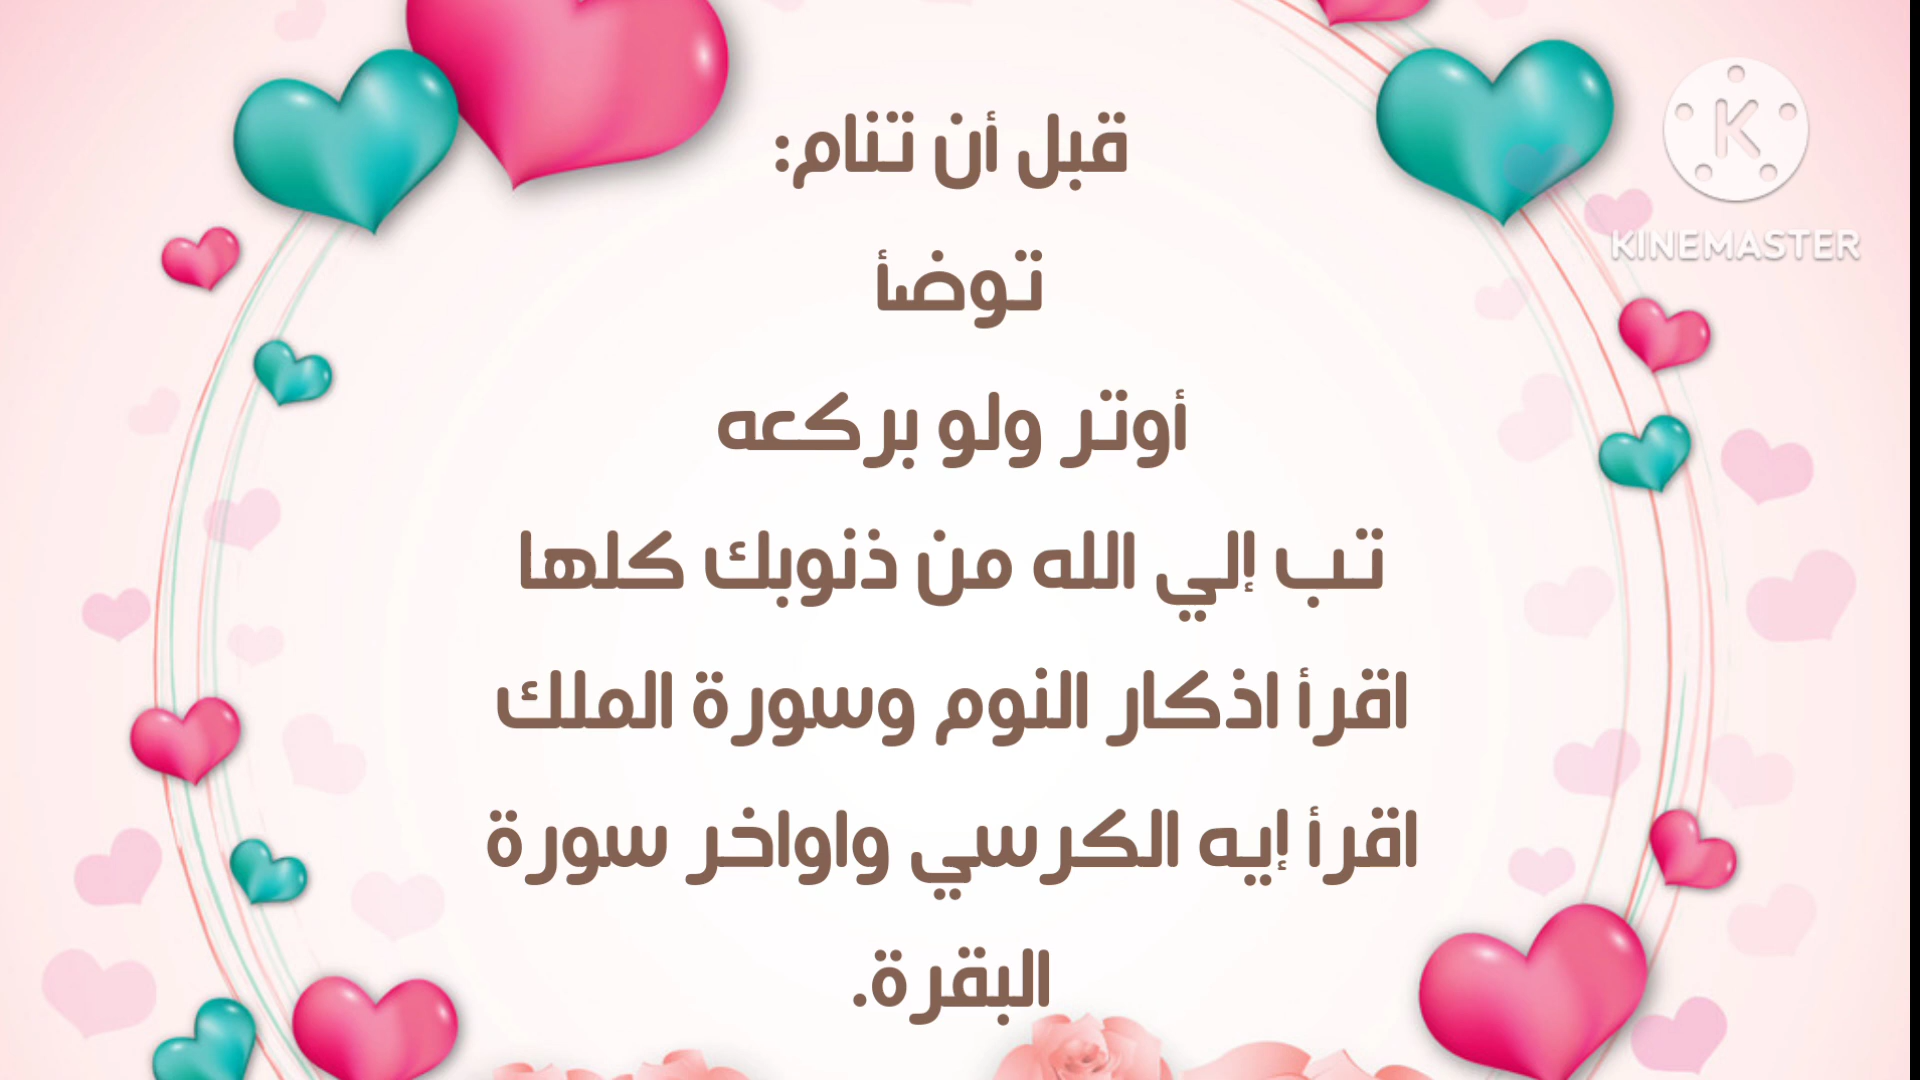 قبل أن تنام:
توضأ
أوتر ولو بركعه
تب إلي الله من ذنوبك كلها
اقرأ اذكار النوم وسورة الملك
اقرأ إيه الكرسي واواخر سورة
البقرة.
K
KINEMASTER